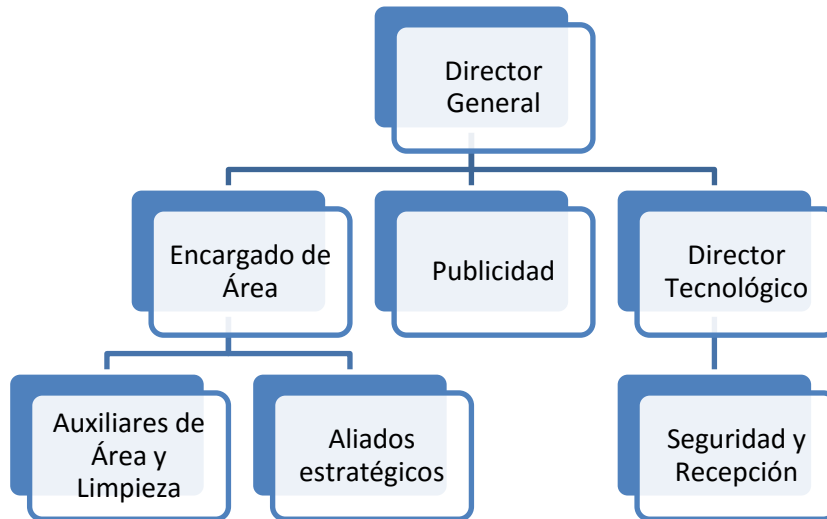 Director
General
Encargado de
Área
Publicidad
Director
Tecnológico
Auxiliares de
Área y
Limpieza
Aliados
estratégicos
Seguridad y
Recepción